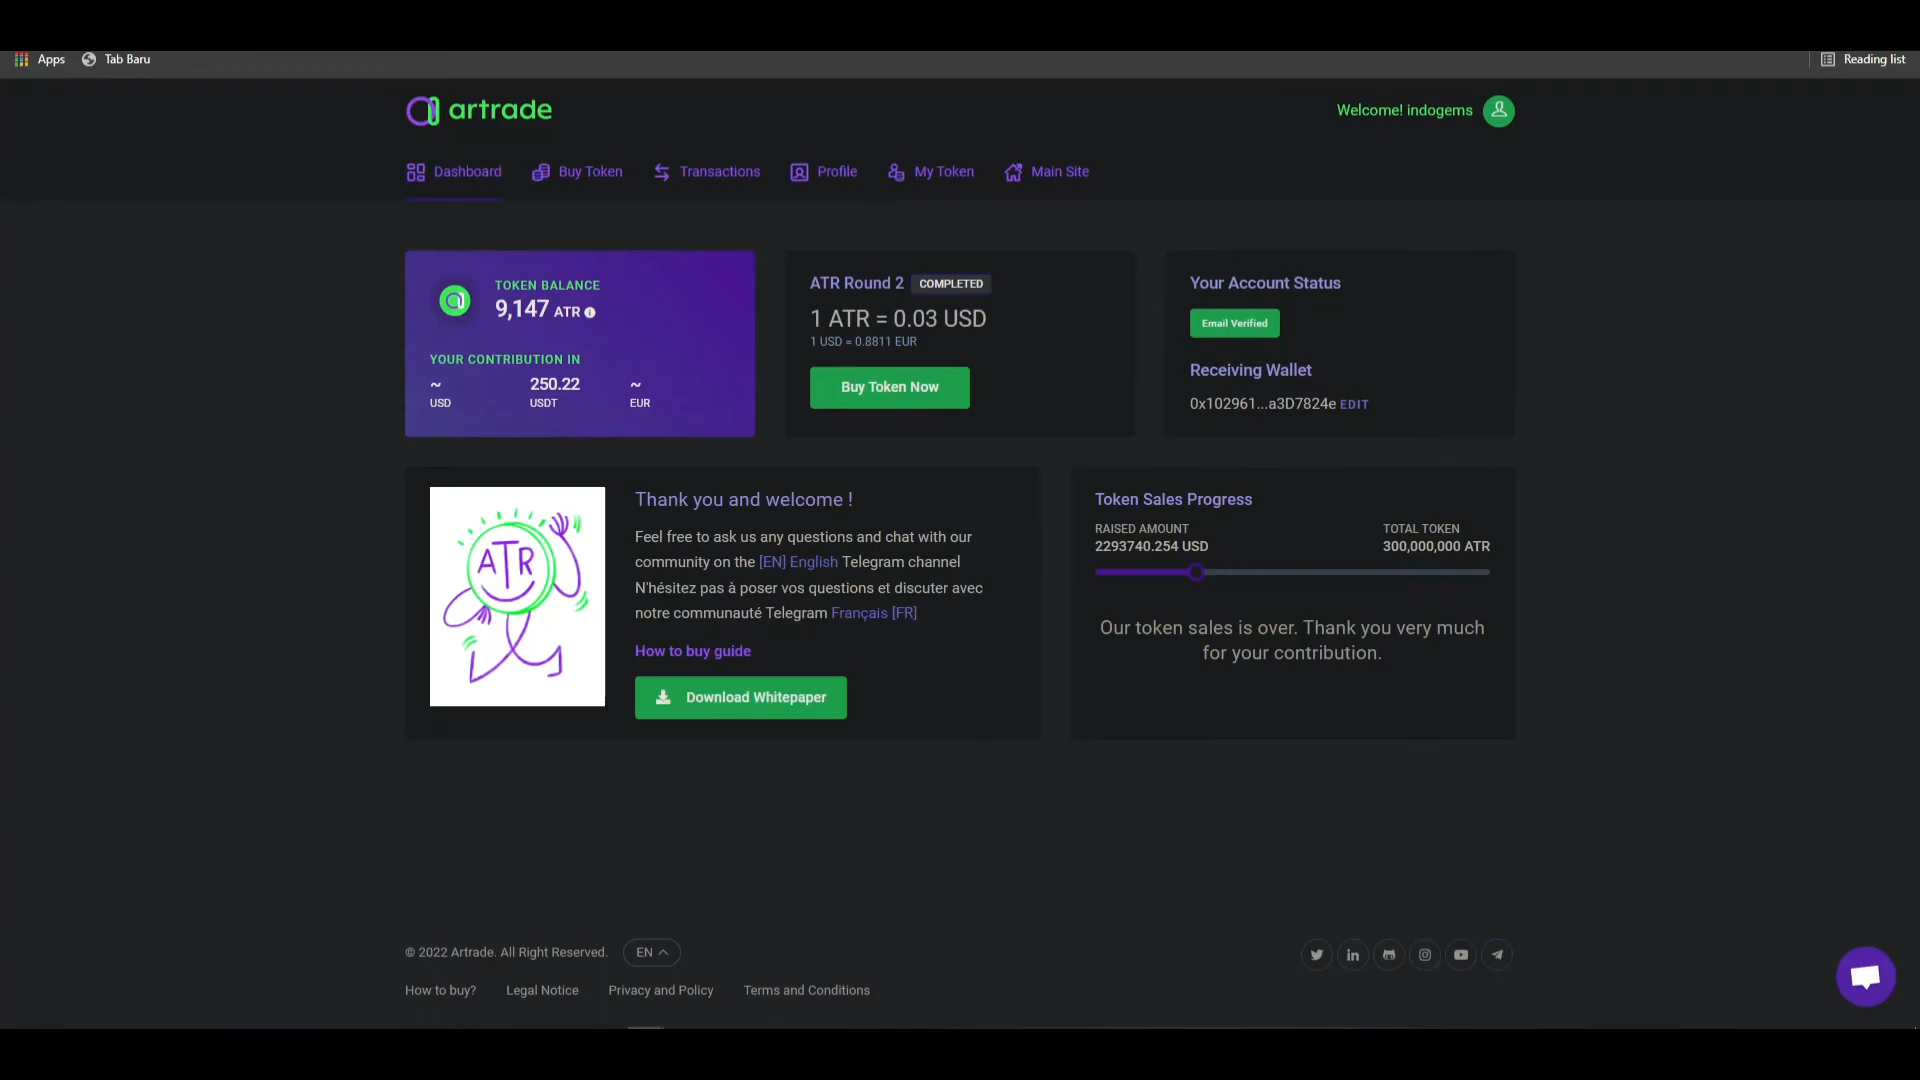 Apps
Tab Baru
Reading list
artrade
Welcome! indogems
Dashboard
Buy Token
Transactions
Profile
My Token
Main Site
TOKEN BALANCE
9,147 ATR
YOUR CONTRIBUTION IN
~ 250.22 ~
USD USDT EUR
ATR Round 2 COMPLETED
1 ATR = 0.03 USD
1 USD = 0.8811 EUR
Buy Token Now
Your Account Status
Email Verified
Receiving Wallet
0x102961...a3D7824e EDIT
ATR
Thank you and welcome !
Feel free to ask us any questions and chat with our
community on the [EN] English Telegram channel
N'hésitez pas à poser vos questions et discuter avec
notre communauté Telegram Français [FR]
How to buy guide
Download Whitepaper
Token Sales Progress
RAISED AMOUNT TOTAL TOKEN
2293740.254 USD 300,000,000 ATR
Our token sales is over. Thank you very much
for your contribution.
© 2022 Artrade. All Right Reserved. EN
How to buy? Legal Notice Privacy and Policy Terms and Conditions